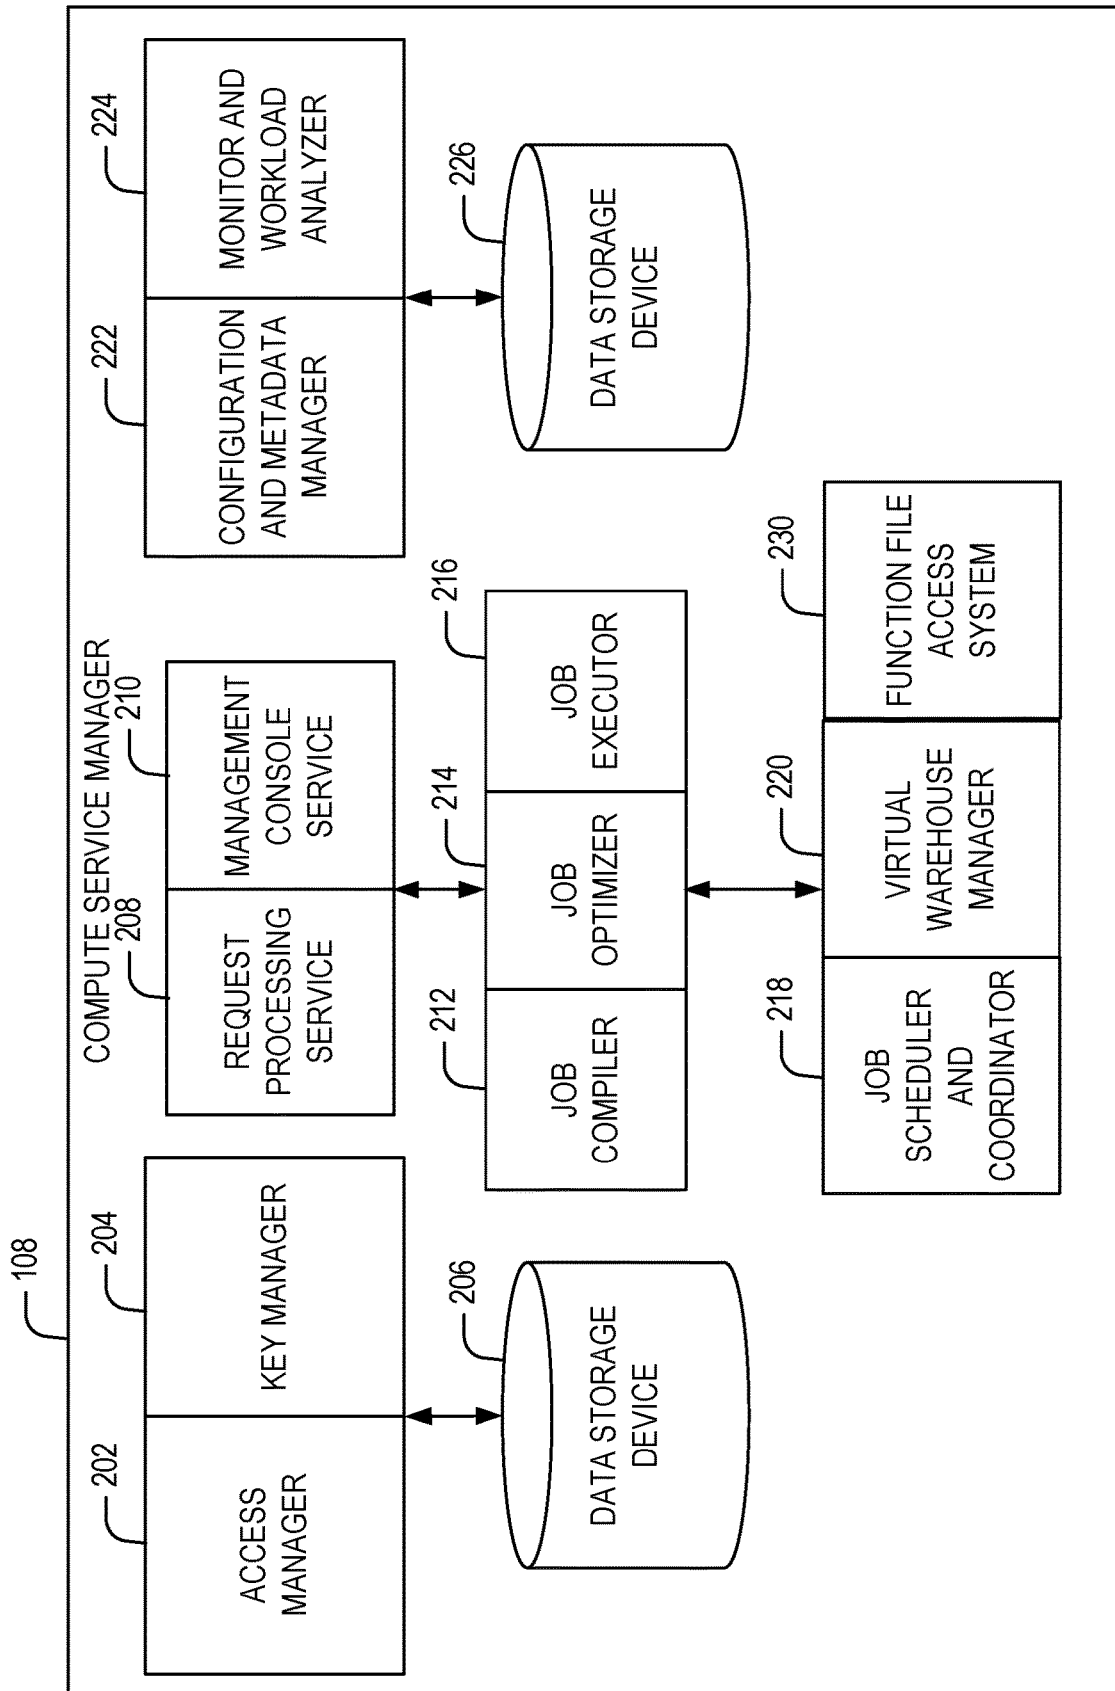 108
COMPUTE SERVICE MANAGER
202
ACCESS
MANAGER
204
KEY MANAGER
206
DATA STORAGE
DEVICE
208
REQUEST
PROCESSING
SERVICE
210
MANAGEMENT
CONSOLE
SERVICE
212
JOB
COMPILER
214
JOB
OPTIMIZER
216
JOB
EXECUTOR
218
JOB
SCHEDULER
AND
COORDINATOR
220
VIRTUAL
WAREHOUSE
MANAGER
230
FUNCTION FILE
ACCESS
SYSTEM
222
CONFIGURATION
AND METADATA
MANAGER
224
MONITOR AND
WORKLOAD
ANALYZER
226
DATA STORAGE
DEVICE